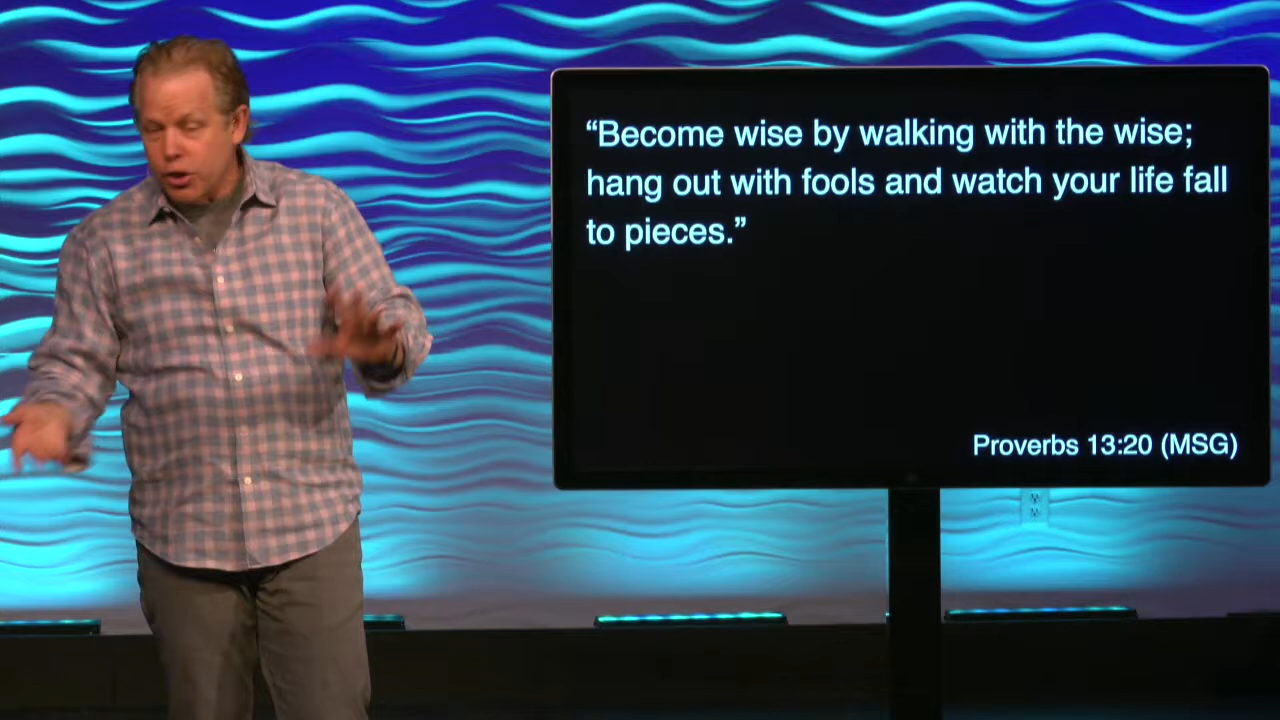 “Become wise by walking with the wise;
hang out with fools and watch your life fall
to pieces.”
Proverbs 13:20 (MSG)